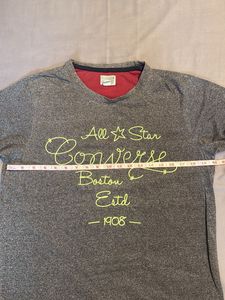 All ☆ Star
Converse
Boston
Estd
— 1908 —